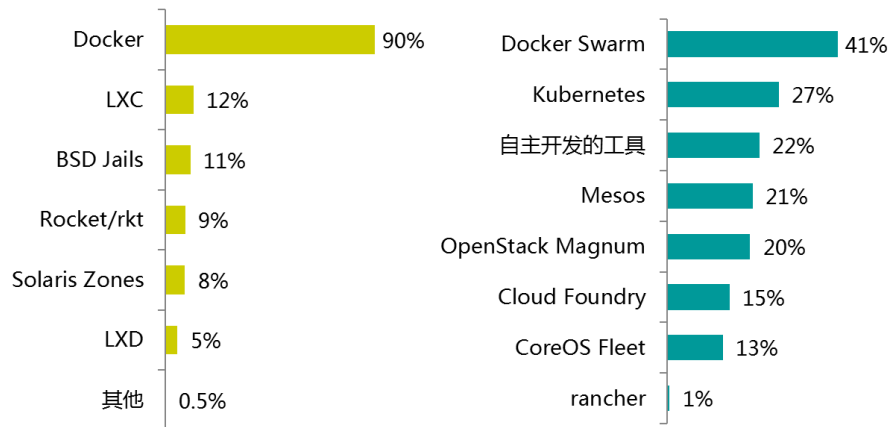 Docker 90%
LXC 12%
BSD Jails 11%
Rocket/rkt 9%
Solaris Zones 8%
LXD 5%
其他 0.5%
Docker Swarm 41%
Kubernetes 27%
自主开发的工具 22%
Mesos 21%
OpenStack Magnum 20%
Cloud Foundry 15%
CoreOS Fleet 13%
rancher 1%